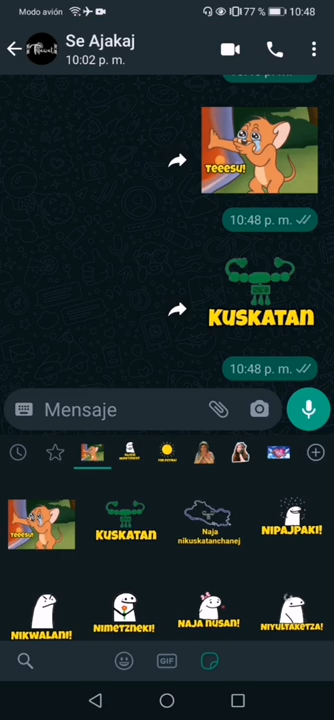 Modo avión 77 % 10:48
Se Ajakaj
10:02 p. m.
TEEESU!
10:48 p. m.
KUSKATAN
10:48 p. m.
Mensaje
TEEESU!
KUSKATAN
Naja
nikuskatanchanej
NIPAJPAKI!
NIKWALANI!
NIMETZNEKI!
NAJA NUSAN!
NIYULTAKETZA!
GIF